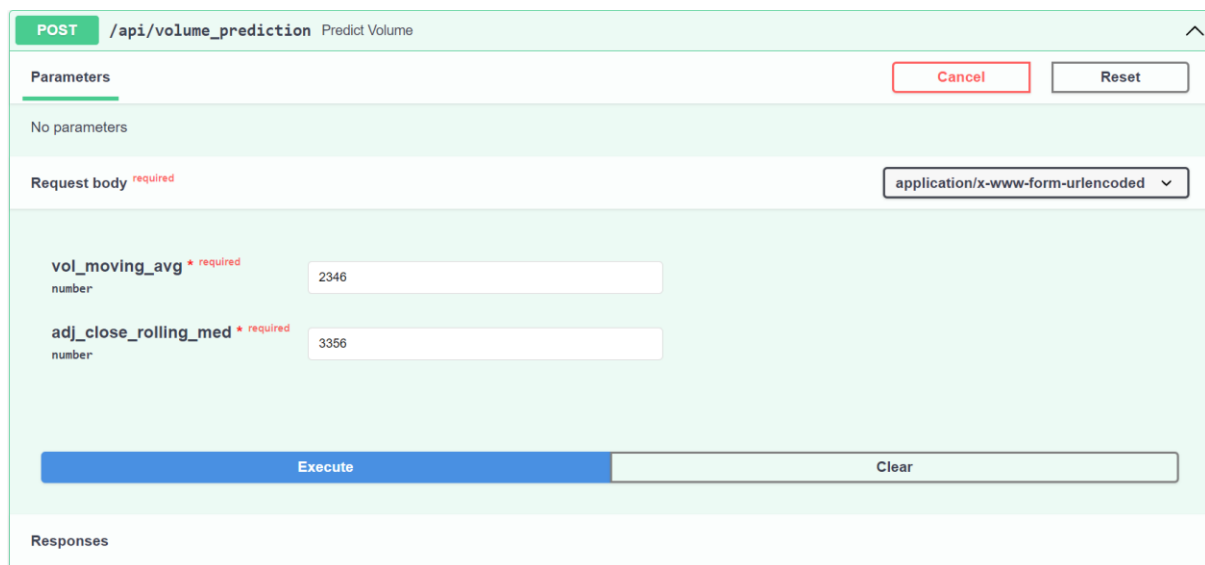 POST /api/volume_prediction Predict Volume
Parameters Cancel Reset
No parameters
Request body required application/x-www-form-urlencoded
vol_moving_avg * required
number
2346
adj_close_rolling_med * required
number
3356
Execute Clear
Responses